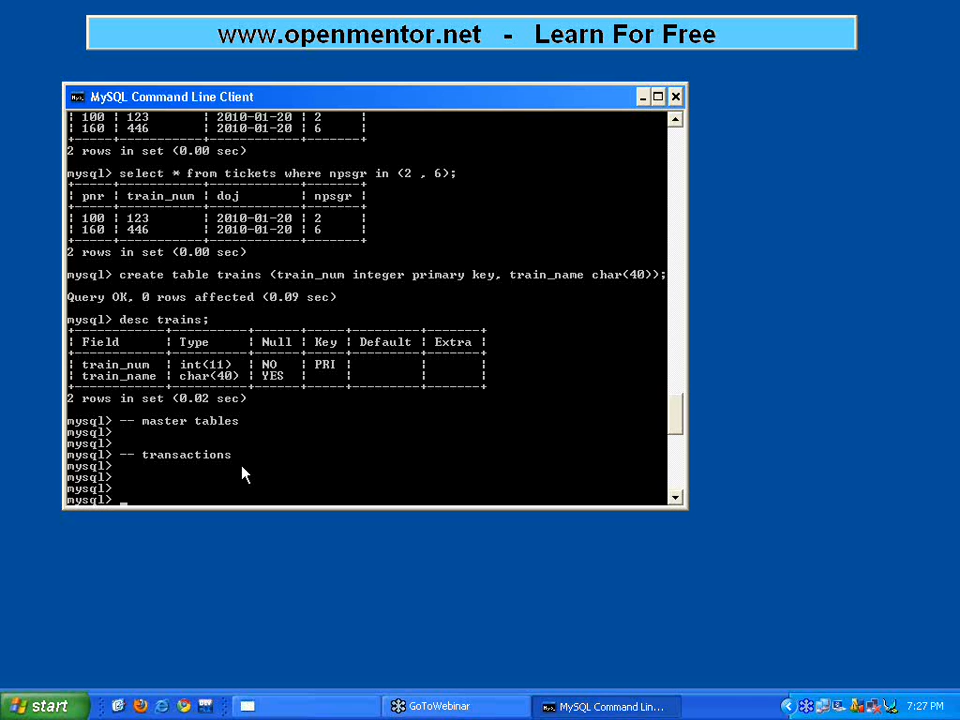 www.openmentor.net - Learn For Free
MySQL Command Line Client
| 100 | 123 | 2010-01-20 | 2 |
| 160 | 446 | 2010-01-20 | 6 |
+-----+-----------+------------+--------+
2 rows in set (0.00 sec)
mysql> select * from tickets where npsgr in (2 , 6);
+-----+-----------+------------+--------+
| pnr | train_num | doj | npsgr |
+-----+-----------+------------+--------+
| 100 | 123 | 2010-01-20 | 2 |
| 160 | 446 | 2010-01-20 | 6 |
+-----+-----------+------------+--------+
2 rows in set (0.00 sec)
mysql> create table trains (train_num integer primary key, train_name char(40));
Query OK, 0 rows affected (0.09 sec)
mysql> desc trains;
+------------+----------+------+-----+---------+-------+
| Field | Type | Null | Key | Default | Extra |
+------------+----------+------+-----+---------+-------+
| train_num | int(11) | NO | PRI | | |
| train_name | char(40) | YES | | | |
+------------+----------+------+-----+---------+-------+
2 rows in set (0.02 sec)
mysql> -- master tables
mysql>
mysql>
mysql> -- transactions
mysql>
mysql>
mysql>
mysql> _
start
GoToWebinar
MySQL Command Lin...
7:27 PM